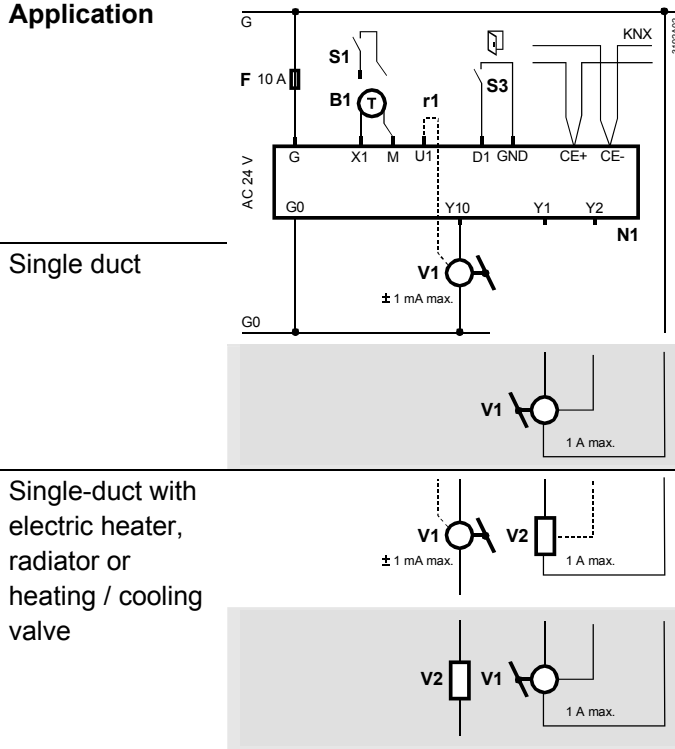 Application
G
KNX
S1
F 10 A
S3
B1 T r1
G X1 M U1 D1 GND CE+ CE-
AC 24 V
G0 Y10 Y1 Y2
N1
Single duct
V1
± 1 mA max.
G0
V1
1 A max.
Single-duct with
electric heater,
radiator or
heating / cooling
valve
V1 V2
± 1 mA max. 1 A max.
V2 V1
1 A max.